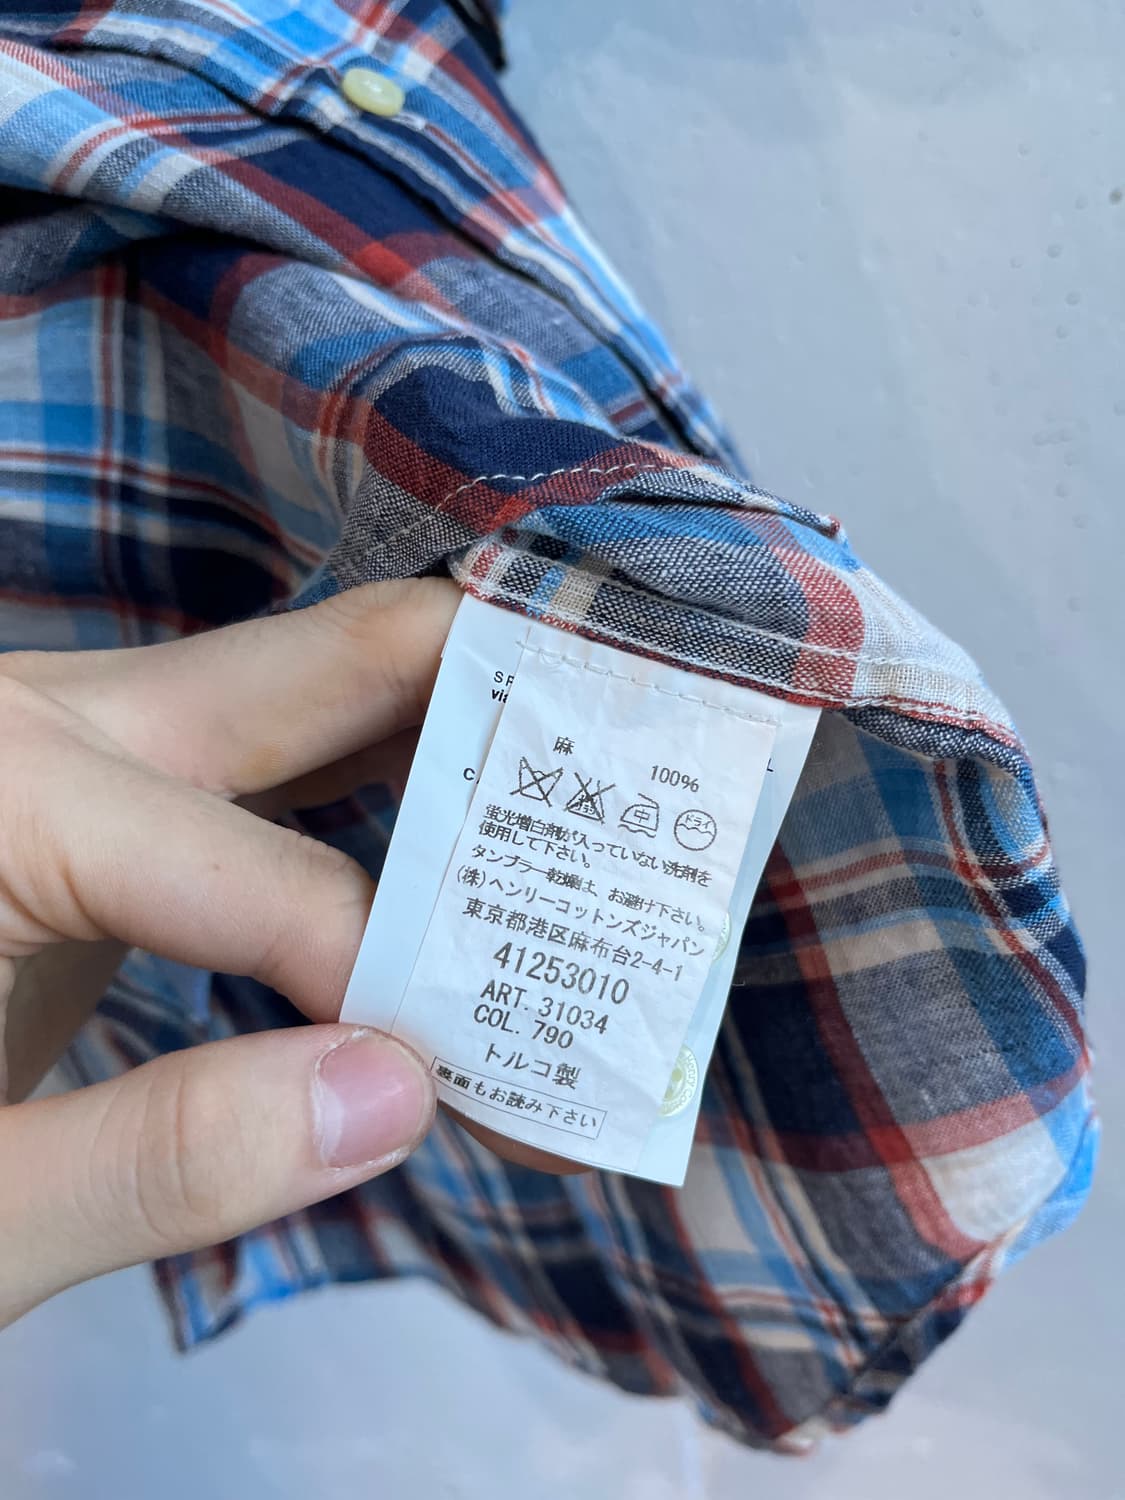 麻
100%
ドライ
中
蛍光増白剤が入っていない洗剤を
使用して下さい。
タンブラー乾燥は、お避け下さい。
(株)ヘンリーコットンズジャパン
東京都港区麻布台2-4-1
41253010
ART. 31034
COL. 790
トルコ製
裏面もお読み下さい